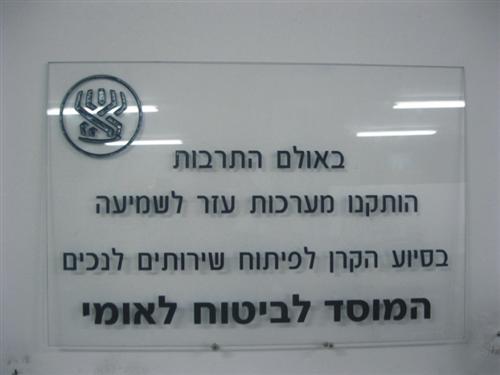 באולם התרבות
הותקנו מערכות עזר לשמיעה
בסיוע הקרן לפיתוח שירותים לנכים
המוסד לביטוח לאומי